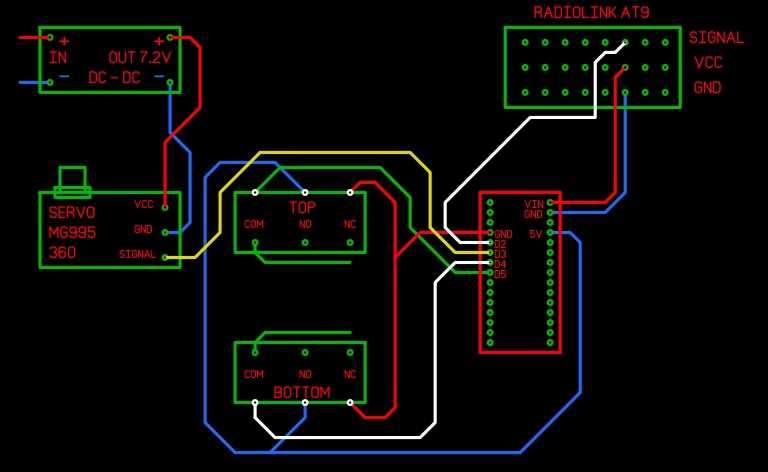 RADIOLINK AT9
SIGNAL
VCC
GND
+ +
IN OUT 7.2V
- DC-DC -
SERVO
MG995
360
VCC
GND
SIGNAL
TOP
COM NO NC
COM NO NC
BOTTOM
VIN
GND
GND 5V
D2
D3
D4
D5